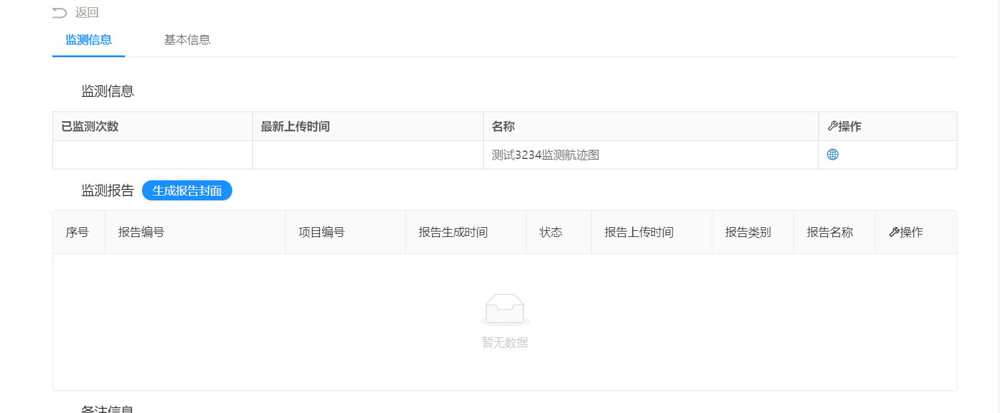 返回
监测信息 基本信息
监测信息
已监测次数 最新上传时间 名称 操作
测试3234监测航迹图
监测报告 生成报告封面
序号 报告编号 项目编号 报告生成时间 状态 报告上传时间 报告类别 报告名称 操作
暂无数据
备注信息